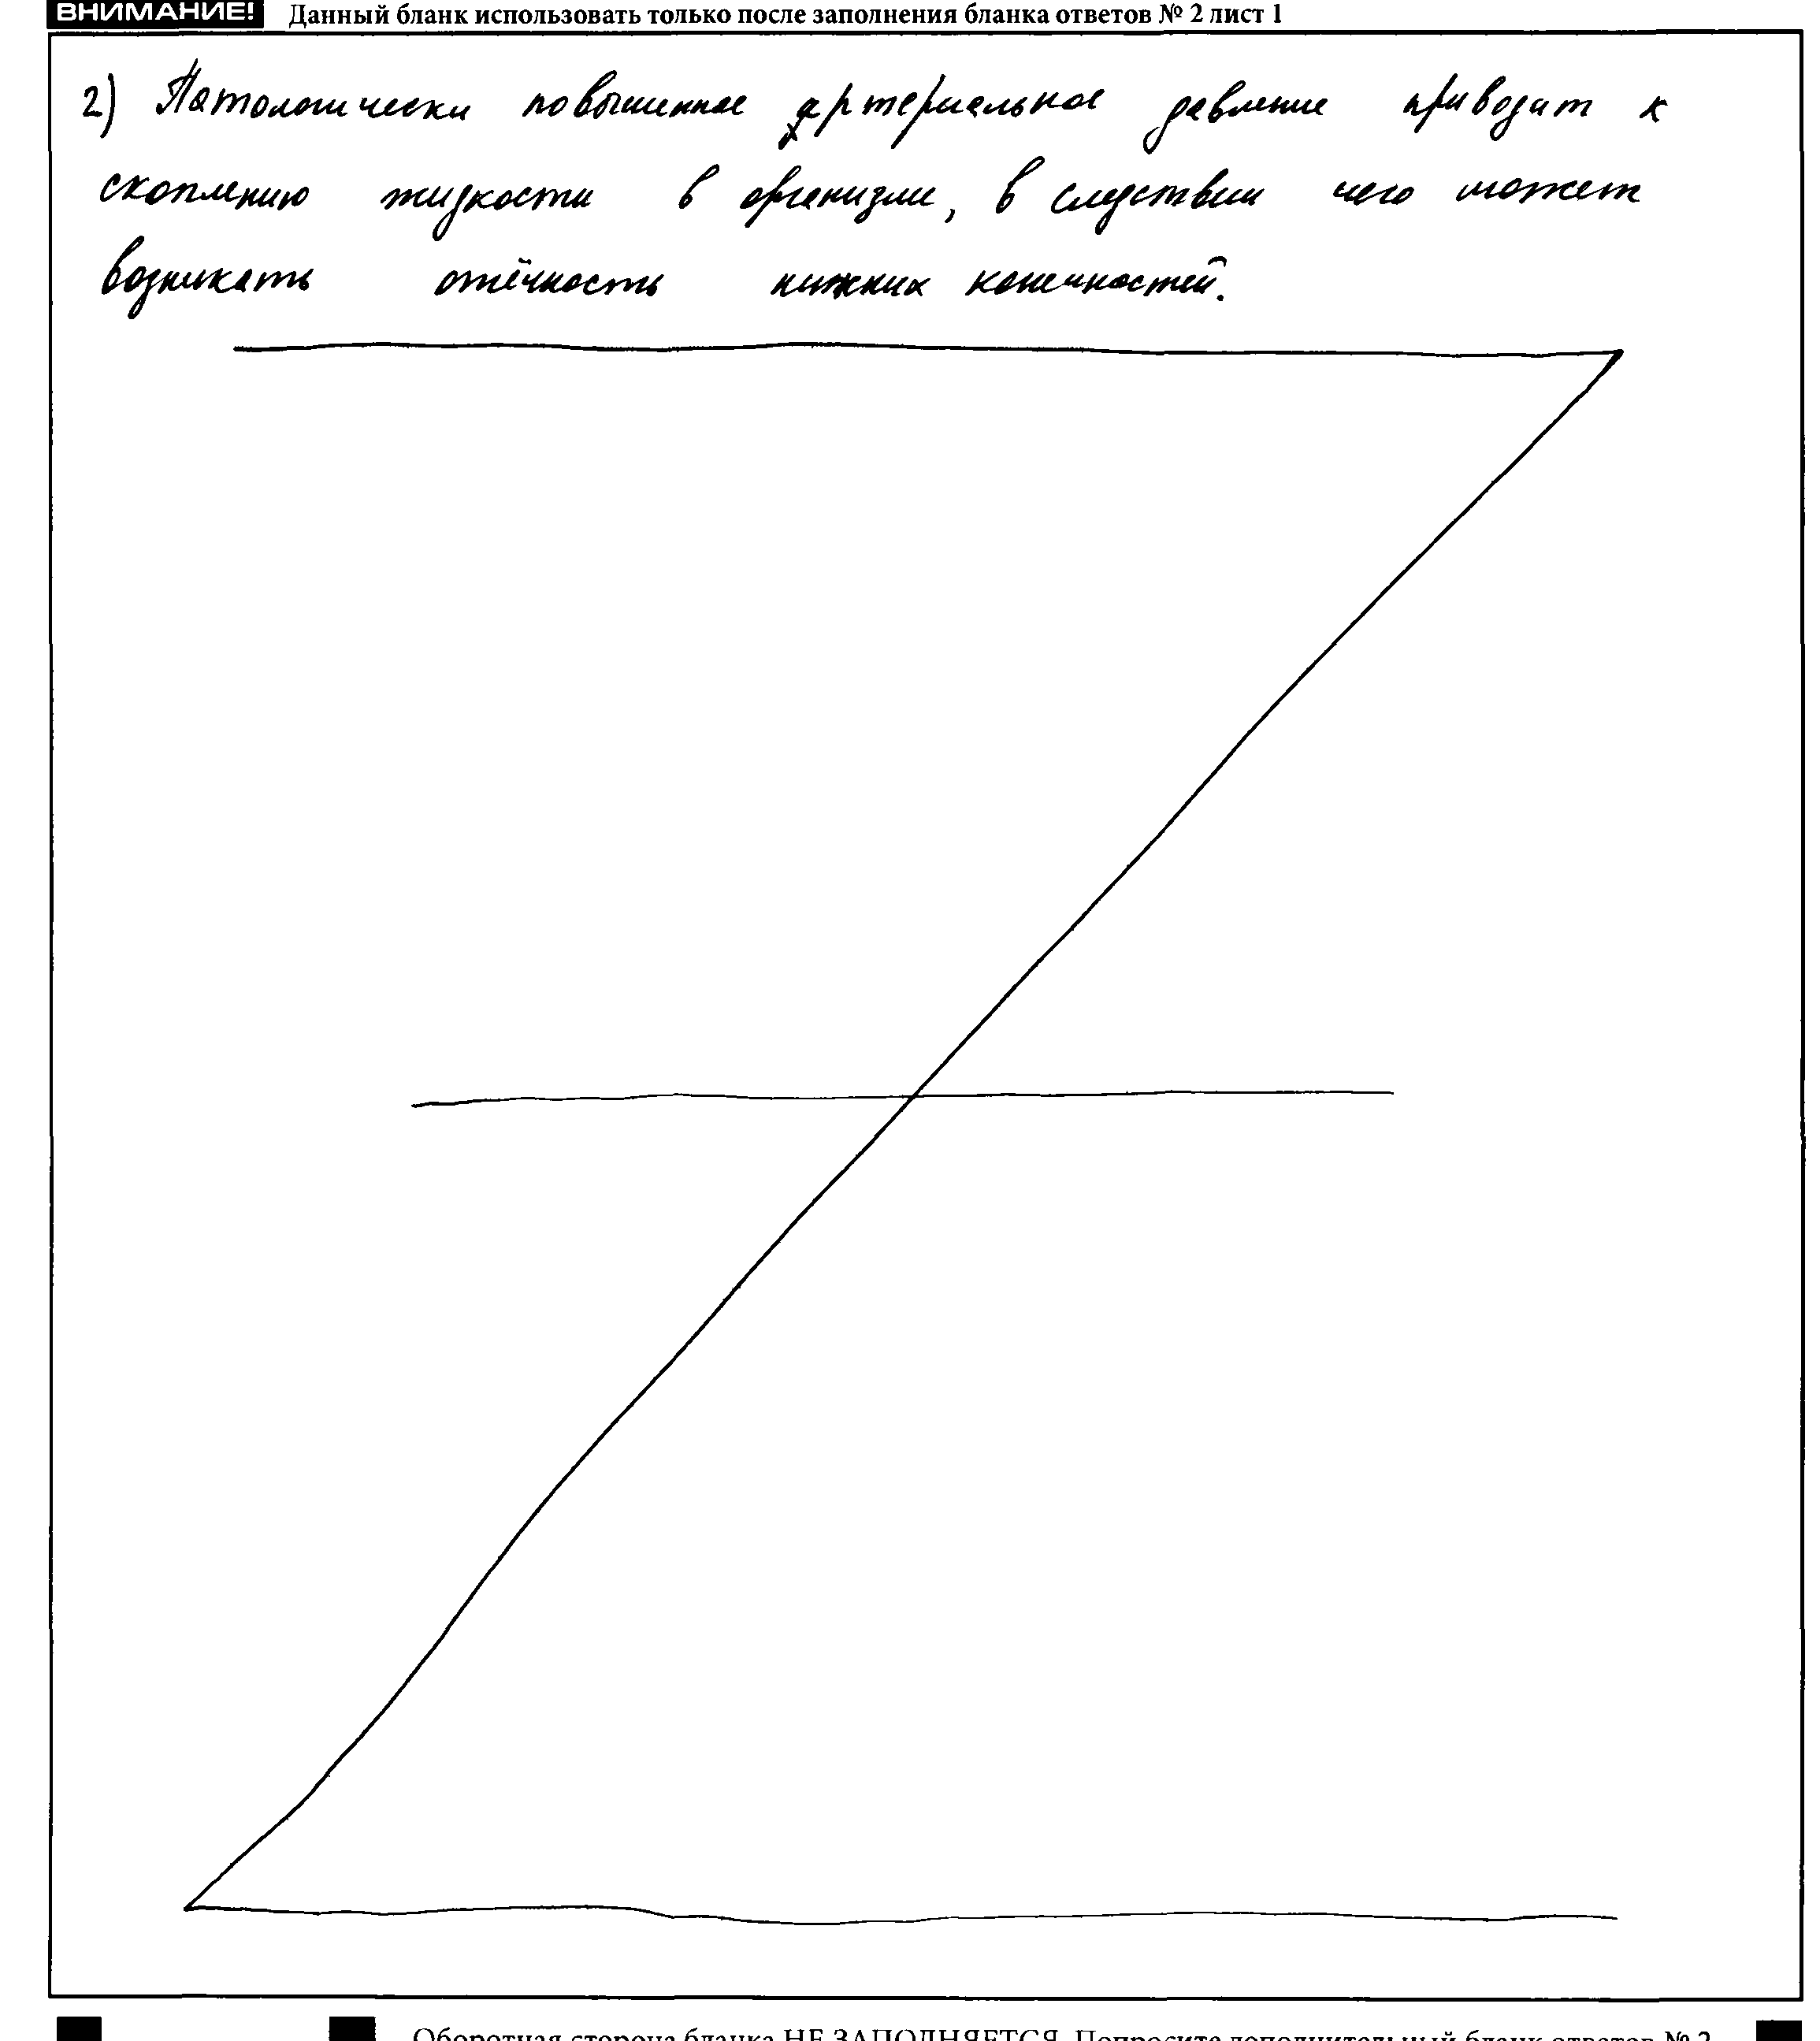 ВНИМАНИЕ! Данный бланк использовать только после заполнения бланка ответов № 2 лист 1
2) Патологически повышенное артериальное давление приводит к
скоплению жидкости в организме, в следствии чего может
возникать отёчность нижних конечностей.
Оборотная сторона бланка НЕ ЗАПОЛНЯЕТСЯ. Попросите дополнительный бланк ответов № 2